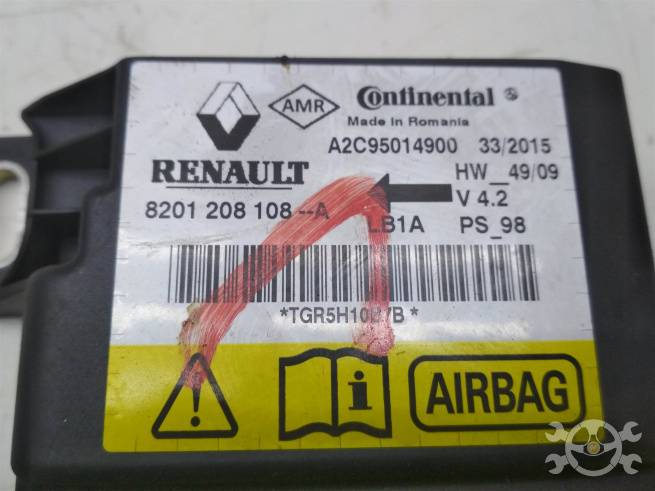 AMR
Continental
Made in Romania
RENAULT
A2C95014900 33/2015
HW_49/09
8201 208 108--A
V 4.2
LB1A PS_98
i
AIRBAG